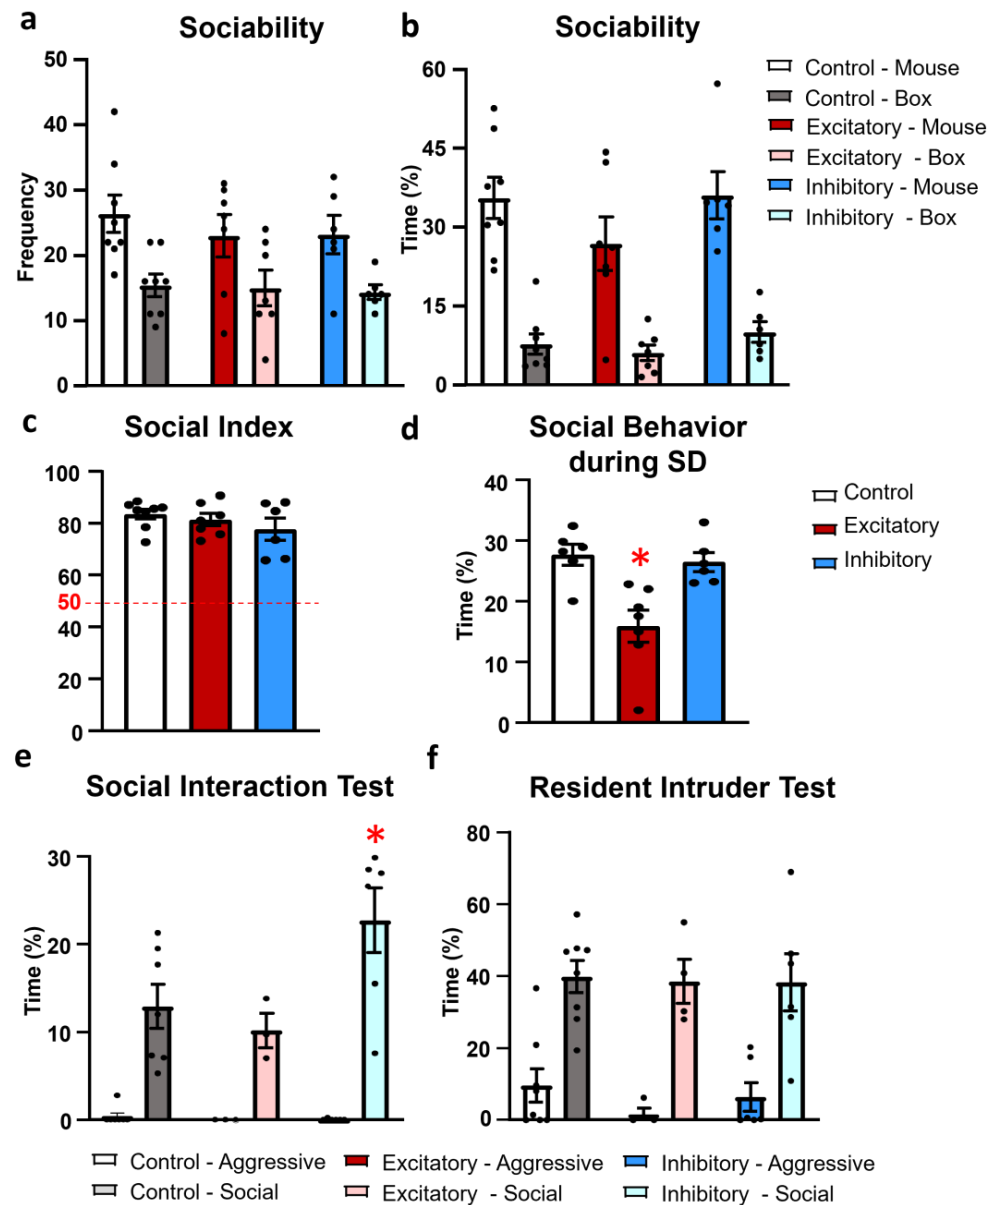 a
Sociability
50
40
30
20
10
0
Frequency
b
Sociability
60
45
30
15
0
Time (%)
Control - Mouse
Control - Box
Excitatory - Mouse
Excitatory - Box
Inhibitory - Mouse
Inhibitory - Box
c
Social Index
100
80
60
50
40
20
0
d
Social Behavior
during SD
40
30
20
10
0
Time (%)
*
Control
Excitatory
Inhibitory
e
Social Interaction Test
30
20
10
0
Time (%)
*
f
Resident Intruder Test
80
60
40
20
0
Time (%)
Control - Aggressive
Excitatory - Aggressive
Inhibitory - Aggressive
Control - Social
Excitatory - Social
Inhibitory - Social